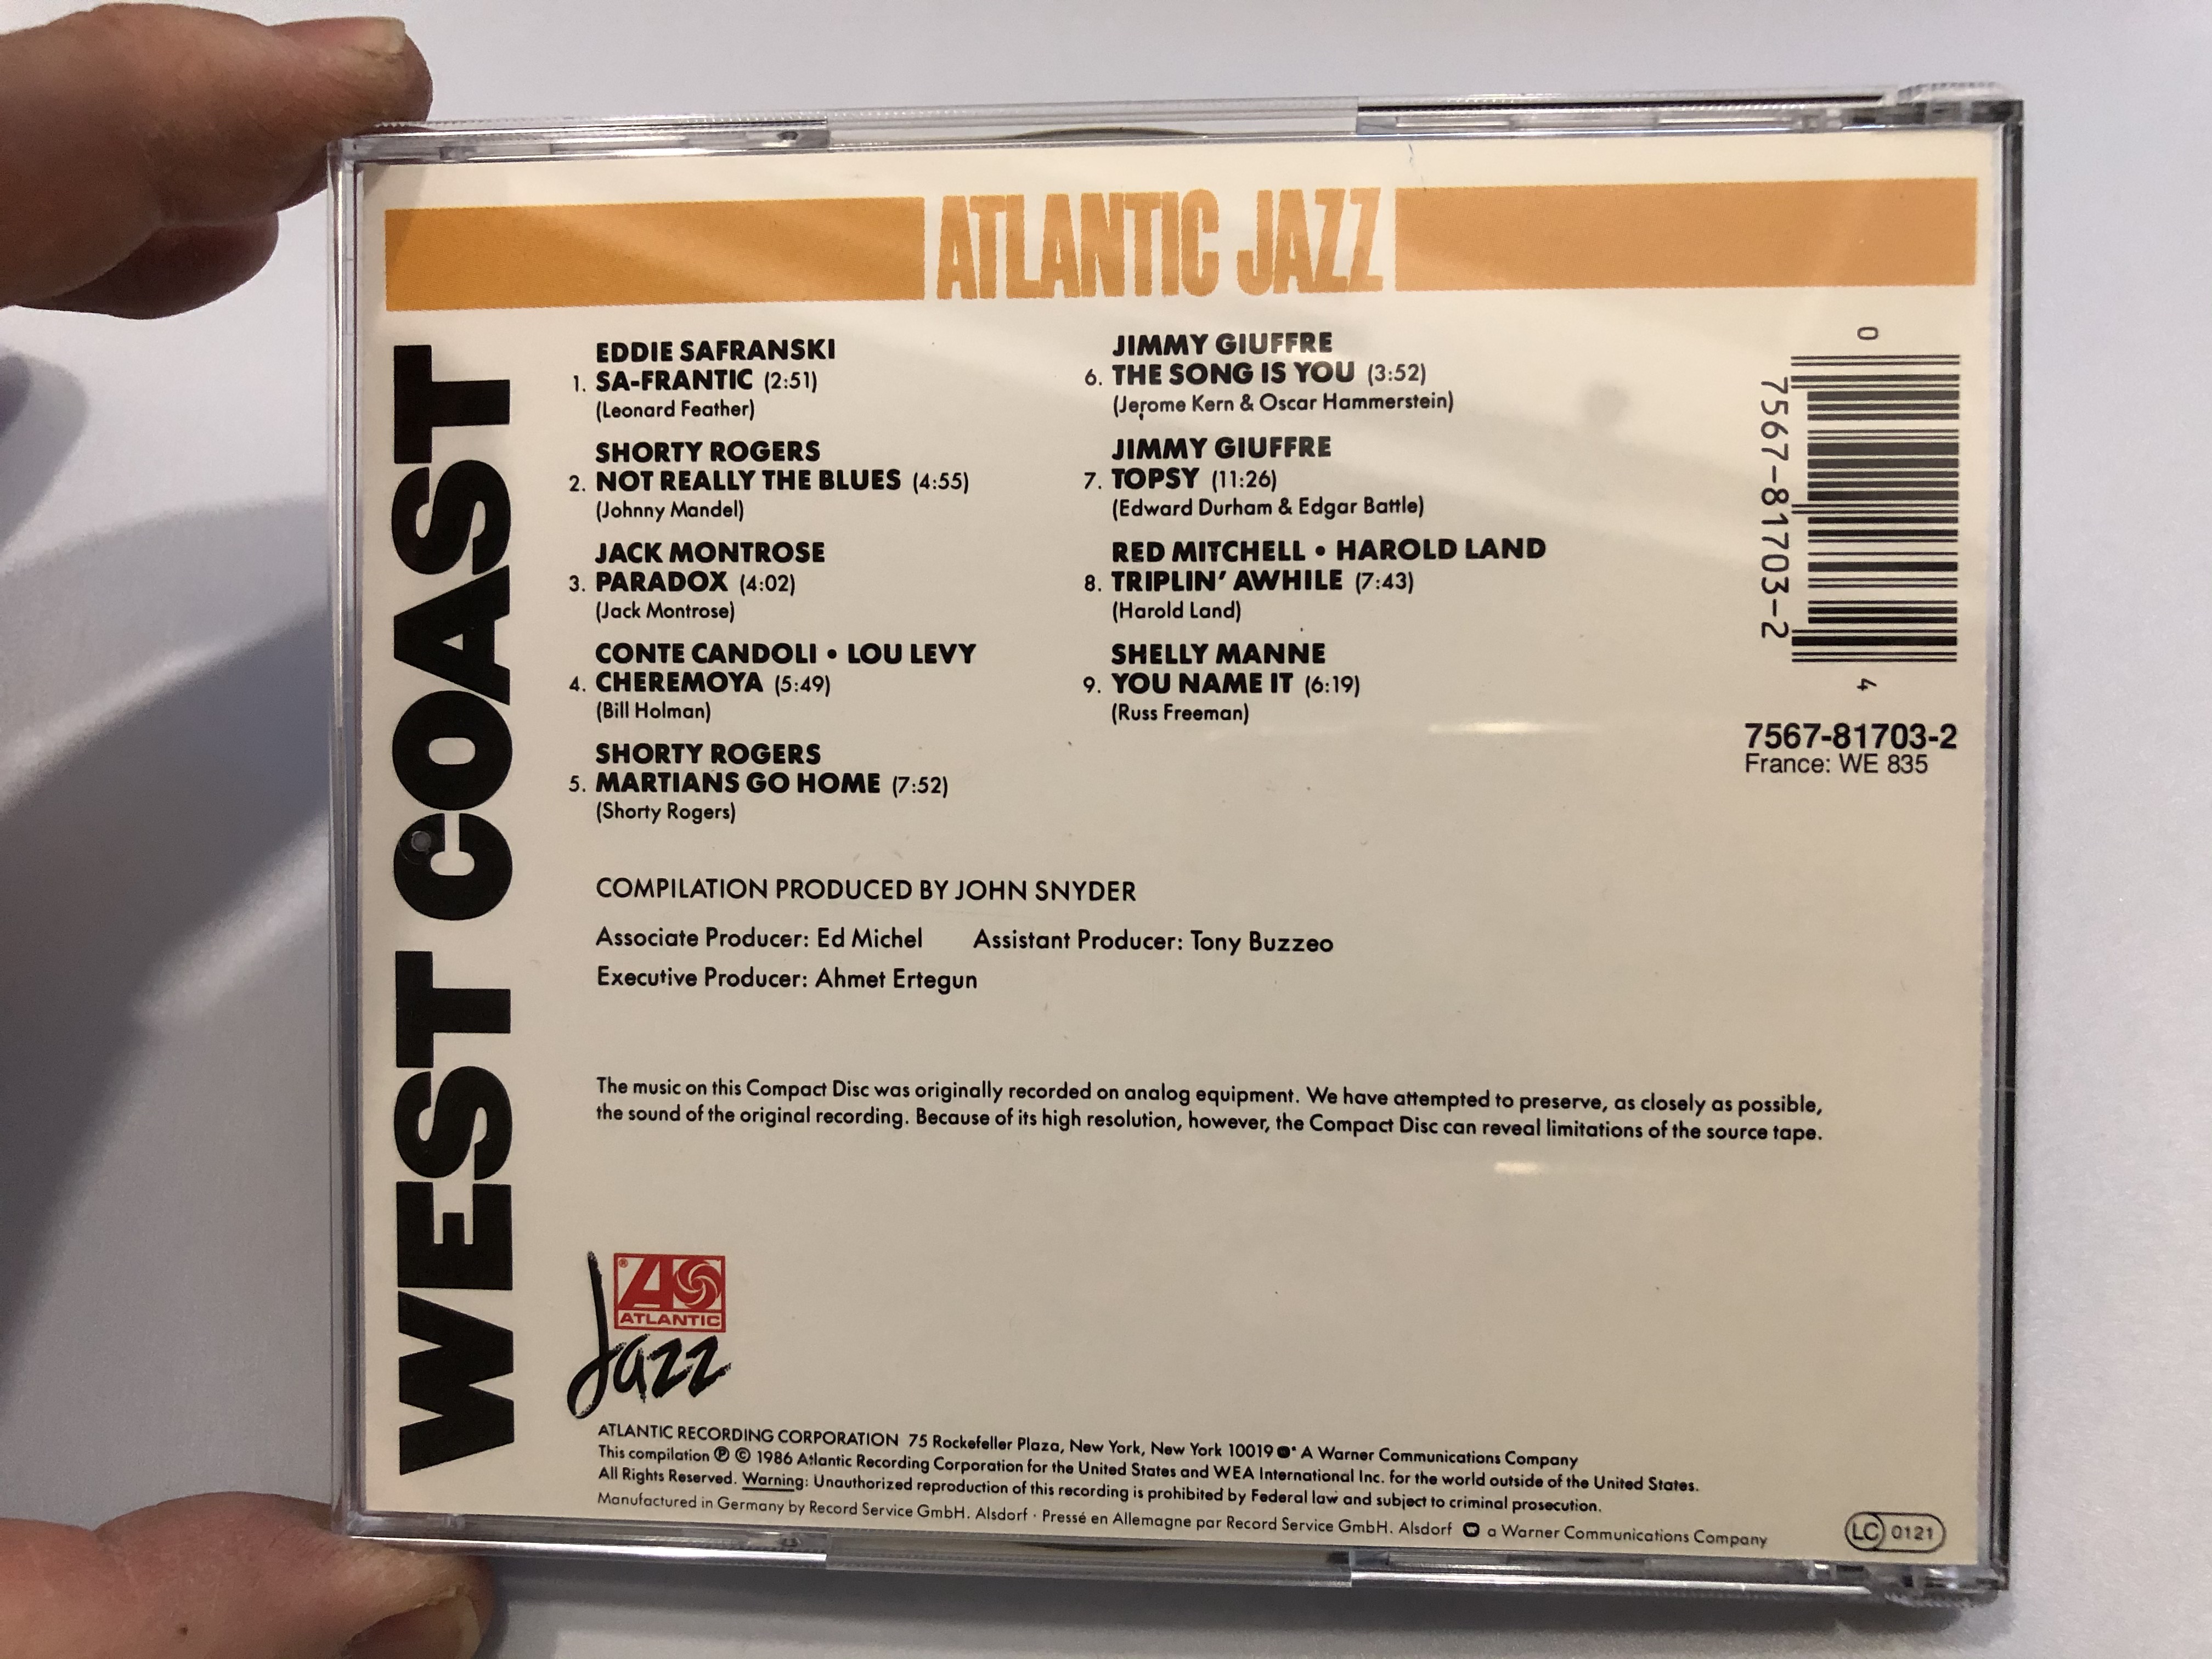 ATLANTIC JAZZ
WEST COAST
EDDIE SAFRANSKI
1. SA-FRANTIC (2:51)
(Leonard Feather)
SHORTY ROGERS
2. NOT REALLY THE BLUES (4:55)
(Johnny Mandel)
JACK MONTROSE
3. PARADOX (4:02)
(Jack Montrose)
CONTE CANDOLI • LOU LEVY
4. CHEREMOYA (5:49)
(Bill Holman)
SHORTY ROGERS
5. MARTIANS GO HOME (7:52)
(Shorty Rogers)
JIMMY GIUFFRE
6. THE SONG IS YOU (3:52)
(Jerome Kern & Oscar Hammerstein)
JIMMY GIUFFRE
7. TOPSY (11:26)
(Edward Durham & Edgar Battle)
RED MITCHELL • HAROLD LAND
8. TRIPLIN' AWHILE (7:43)
(Harold Land)
SHELLY MANNE
9. YOU NAME IT (6:19)
(Russ Freeman)
0 7567-81703-2 4
7567-81703-2
France: WE 835
COMPILATION PRODUCED BY JOHN SNYDER
Associate Producer: Ed Michel Assistant Producer: Tony Buzzeo
Executive Producer: Ahmet Ertegun
The music on this Compact Disc was originally recorded on analog equipment. We have attempted to preserve, as closely as possible,
the sound of the original recording. Because of its high resolution, however, the Compact Disc can reveal limitations of the source tape.
® A
ATLANTIC
Jazz
ATLANTIC RECORDING CORPORATION 75 Rockefeller Plaza, New York, New York 10019 A Warner Communications Company
This compilation ℗ © 1986 Atlantic Recording Corporation for the United States and WEA International Inc. for the world outside of the United States.
All Rights Reserved. Warning: Unauthorized reproduction of this recording is prohibited by Federal law and subject to criminal prosecution.
Manufactured in Germany by Record Service GmbH. Alsdorf · Pressé en Allemagne par Record Service GmbH. Alsdorf a Warner Communications Company
LC 0121